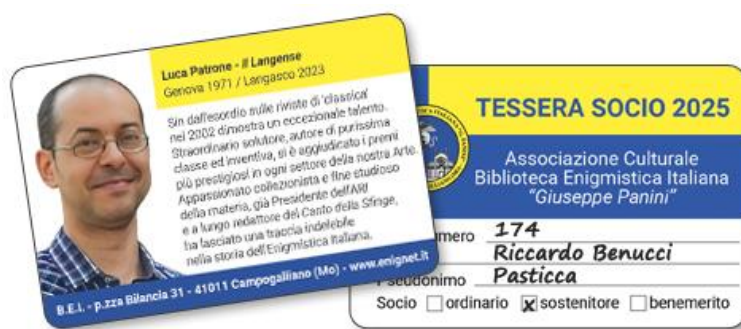 Luca Patrone - Il Langense
Genova 1971 / Langasco 2023
Sin dall'esordio sulle riviste di 'classica'
nel 2002 dimostra un eccezionale talento.
Straordinario solutore, autore di purissima
classe ed inventiva, si è aggiudicato i premi
più prestigiosi in ogni settore della nostra Arte.
Appassionato collezionista e fine studioso
della materia, già Presidente dell'ARI
e a lungo redattore del Canto della Sfinge,
ha lasciato una traccia indelebile
nella storia dell'Enigmistica Italiana.
B.E.I. - p.zza Bilancia 31 - 41011 Campogalliano (Mo) - www.enignet.it
TESSERA SOCIO 2025
Associazione Culturale
Biblioteca Enigmistica Italiana
"Giuseppe Panini"
umero 174
Riccardo Benucci
Pseudonimo Pasticca
Socio ordinario x sostenitore benemerito